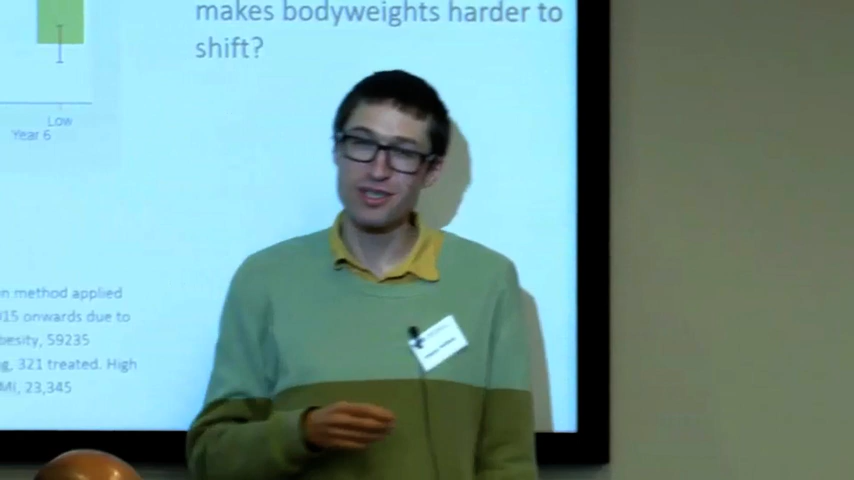 makes bodyweights harder to
shift?
Low
Year 6
n method applied
015 onwards due to
besity, 59235
g, 321 treated. High
MI, 23,345